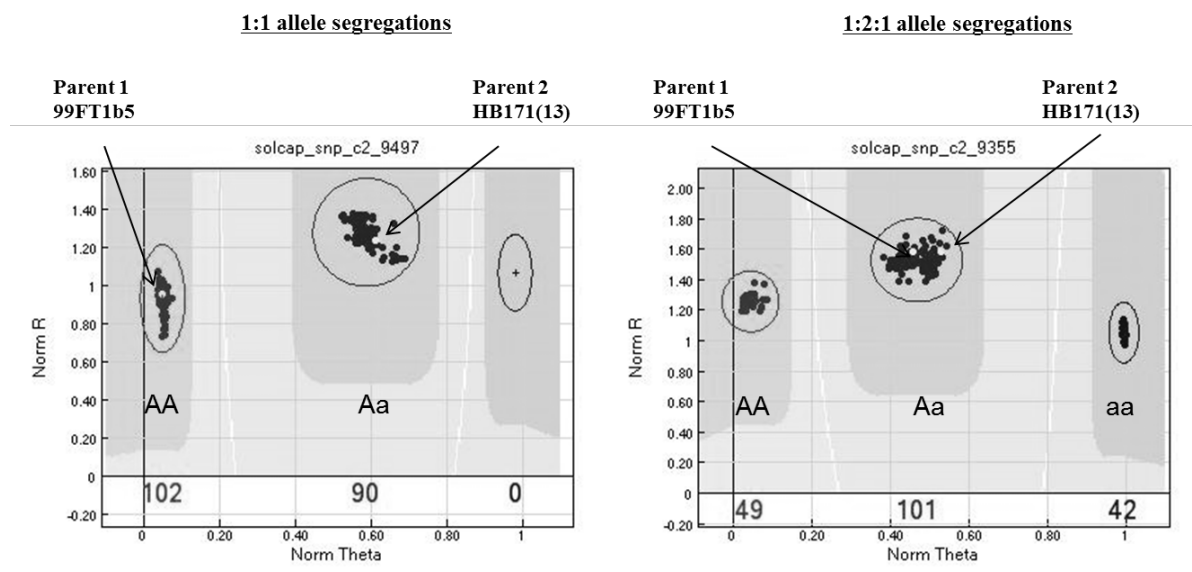 1:1 allele segregations
Parent 1
99FT1b5
Parent 2
HB171(13)
solcap_snp_c2_9497
1.60
1.40
1.20
1
0.80
0.60
0.40
0.20
0
-0.20
Norm R
AA
Aa
102
90
0
0
0.20
0.40
0.60
0.80
1
Norm Theta
1:2:1 allele segregations
Parent 1
99FT1b5
Parent 2
HB171(13)
solcap_snp_c2_9355
2.00
1.80
1.60
1.40
1.20
1
0.80
0.60
0.40
0.20
0
-0.20
Norm R
AA
Aa
aa
49
101
42
0
0.20
0.40
0.60
0.80
1
Norm Theta